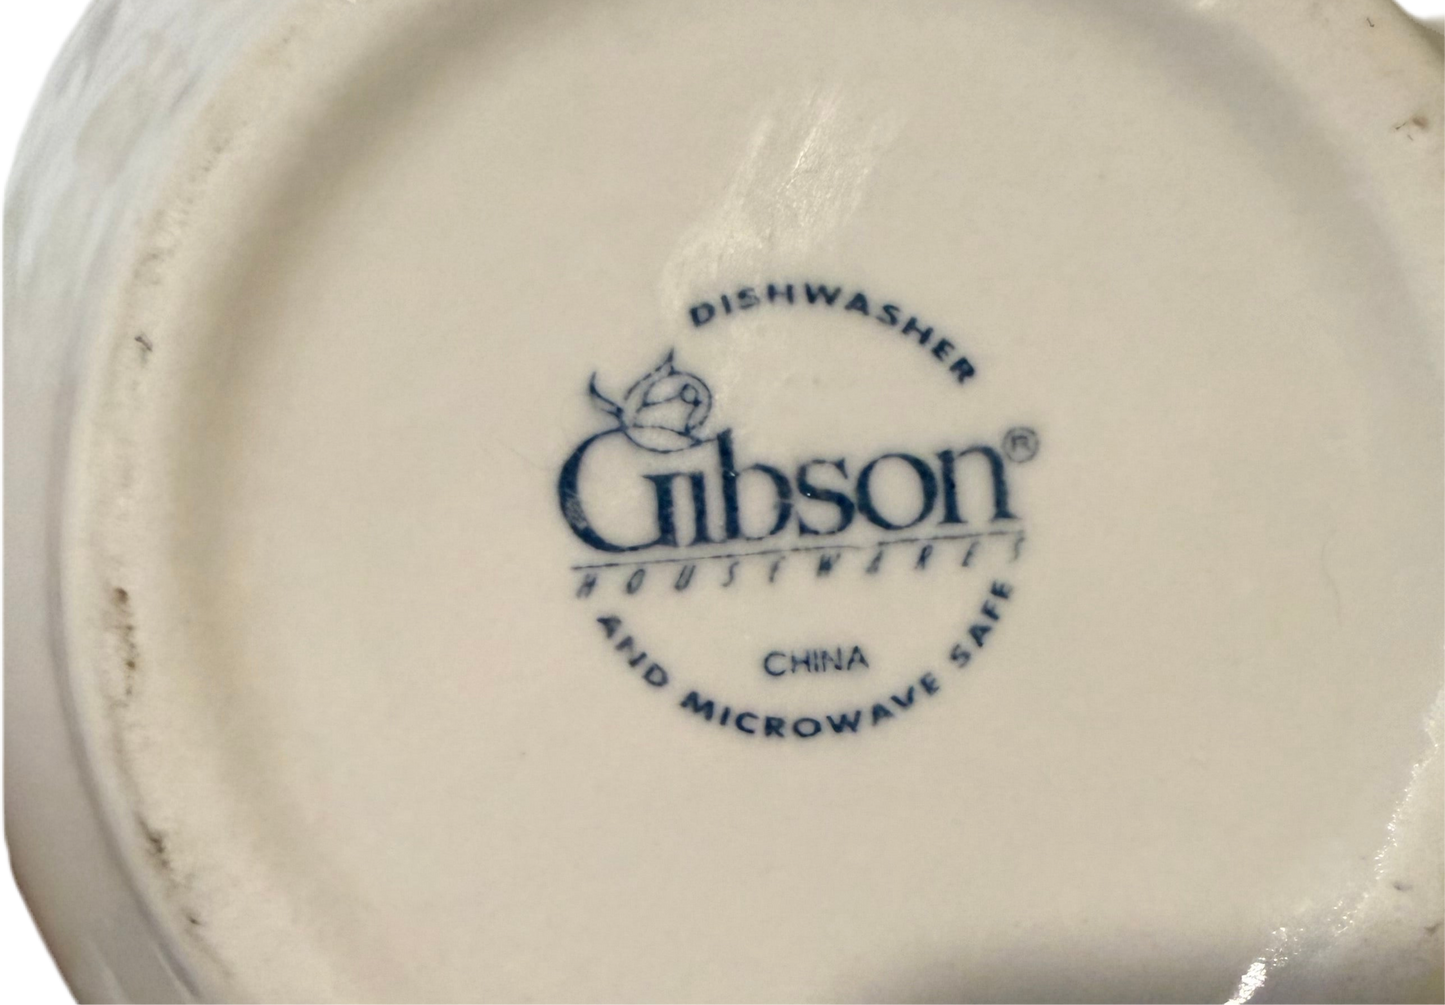 DISHWASHER
Gibson®
HOUSEWARES
CHINA
AND MICROWAVE SAFE